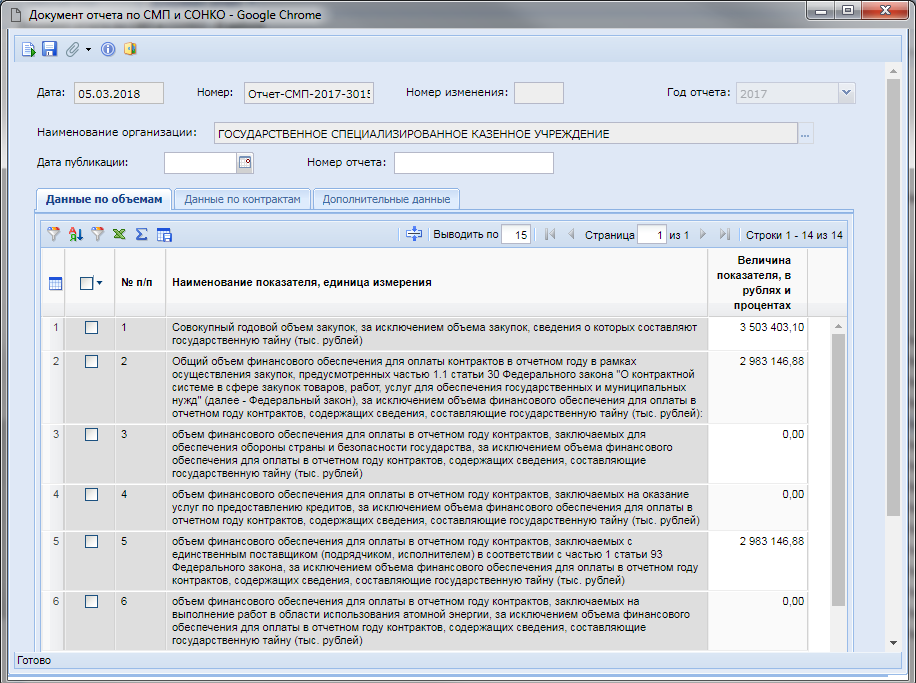 Документ отчета по СМП и СОНКО - Google Chrome
Дата: 05.03.2018 Номер: Отчет-СМП-2017-3015 Номер изменения: Год отчета: 2017
Наименование организации: ГОСУДАРСТВЕННОЕ СПЕЦИАЛИЗИРОВАННОЕ КАЗЕННОЕ УЧРЕЖДЕНИЕ ...
Дата публикации: Номер отчета:
Данные по объемам Данные по контрактам Дополнительные данные
Выводить по 15 Страница 1 из 1 Строки 1 - 14 из 14
№ п/п Наименование показателя, единица измерения
Величина
показателя, в
рублях и
процентах
1 1 Совокупный годовой объем закупок, за исключением объема закупок, сведения о которых составляют 3 503 403,10
государственную тайну (тыс. рублей)
2 2 Общий объем финансового обеспечения для оплаты контрактов в отчетном году в рамках 2 983 146,88
осуществления закупок, предусмотренных частью 1.1 статьи 30 Федерального закона "О контрактной
системе в сфере закупок товаров, работ, услуг для обеспечения государственных и муниципальных
нужд" (далее - Федеральный закон), за исключением объема финансового обеспечения для оплаты в
отчетном году контрактов, содержащих сведения, составляющие государственную тайну (тыс. рублей):
3 3 объем финансового обеспечения для оплаты в отчетном году контрактов, заключаемых для 0,00
обеспечения обороны страны и безопасности государства, за исключением объема финансового
обеспечения для оплаты в отчетном году контрактов, содержащих сведения, составляющие
государственную тайну (тыс. рублей)
4 4 объем финансового обеспечения для оплаты в отчетном году контрактов, заключаемых на оказание 0,00
услуг по предоставлению кредитов, за исключением объема финансового обеспечения для оплаты в
отчетном году контрактов, содержащих сведения, составляющие государственную тайну (тыс. рублей)
5 5 объем финансового обеспечения для оплаты в отчетном году контрактов, заключаемых с 2 983 146,88
единственным поставщиком (подрядчиком, исполнителем) в соответствии с частью 1 статьи 93
Федерального закона, за исключением объема финансового обеспечения для оплаты в отчетном году
контрактов, содержащих сведения, составляющие государственную тайну (тыс. рублей)
6 6 объем финансового обеспечения для оплаты в отчетном году контрактов, заключаемых на 0,00
выполнение работ в области использования атомной энергии, за исключением объема финансового
обеспечения для оплаты в отчетном году контрактов, содержащих сведения, составляющие
государственную тайну (тыс. рублей)
Готово